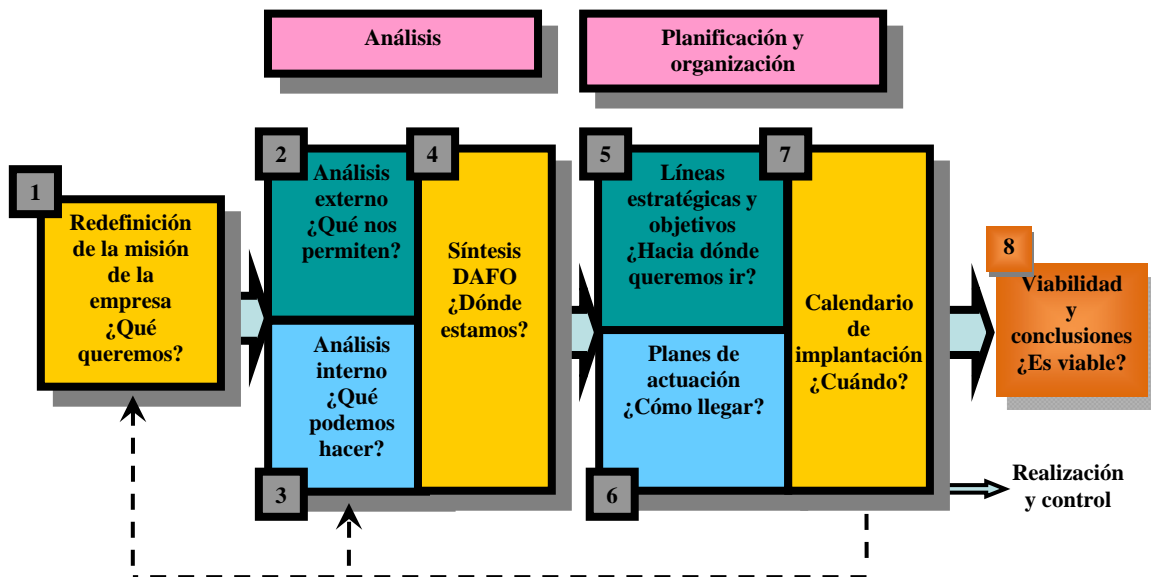 Análisis
Planificación y
organización
1
Redefinición
de la misión
de la
empresa
¿Qué
queremos?
2
Análisis
externo
¿Qué nos
permiten?
3
Análisis
interno
¿Qué
podemos
hacer?
4
Síntesis
DAFO
¿Dónde
estamos?
5
Líneas
estratégicas y
objetivos
¿Hacia dónde
queremos ir?
6
Planes de
actuación
¿Cómo llegar?
7
Calendario
de
implantación
¿Cuándo?
8
Viabilidad
y
conclusiones
¿Es viable?
Realización
y control